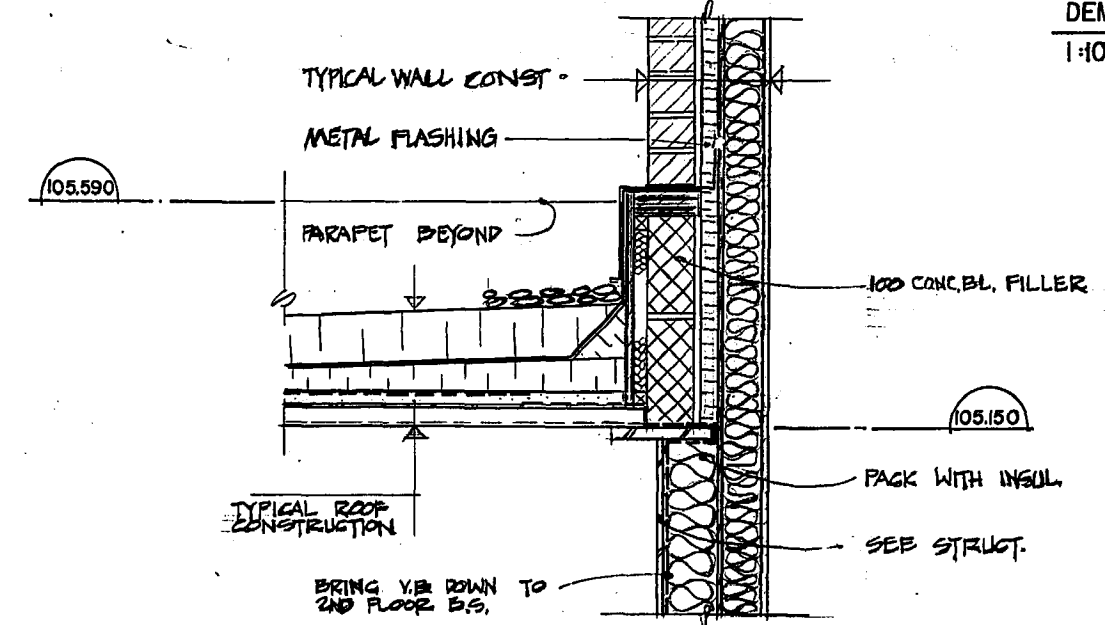 DEM
1:10
TYPICAL WALL CONST.
METAL FLASHING
105.590
PARAPET BEYOND
100 CONC. BL. FILLER
105.150
PACK WITH INSUL.
TYPICAL ROOF
CONSTRUCTION
SEE STRUCT.
BRING V.B. DOWN TO
2ND FLOOR B.S.